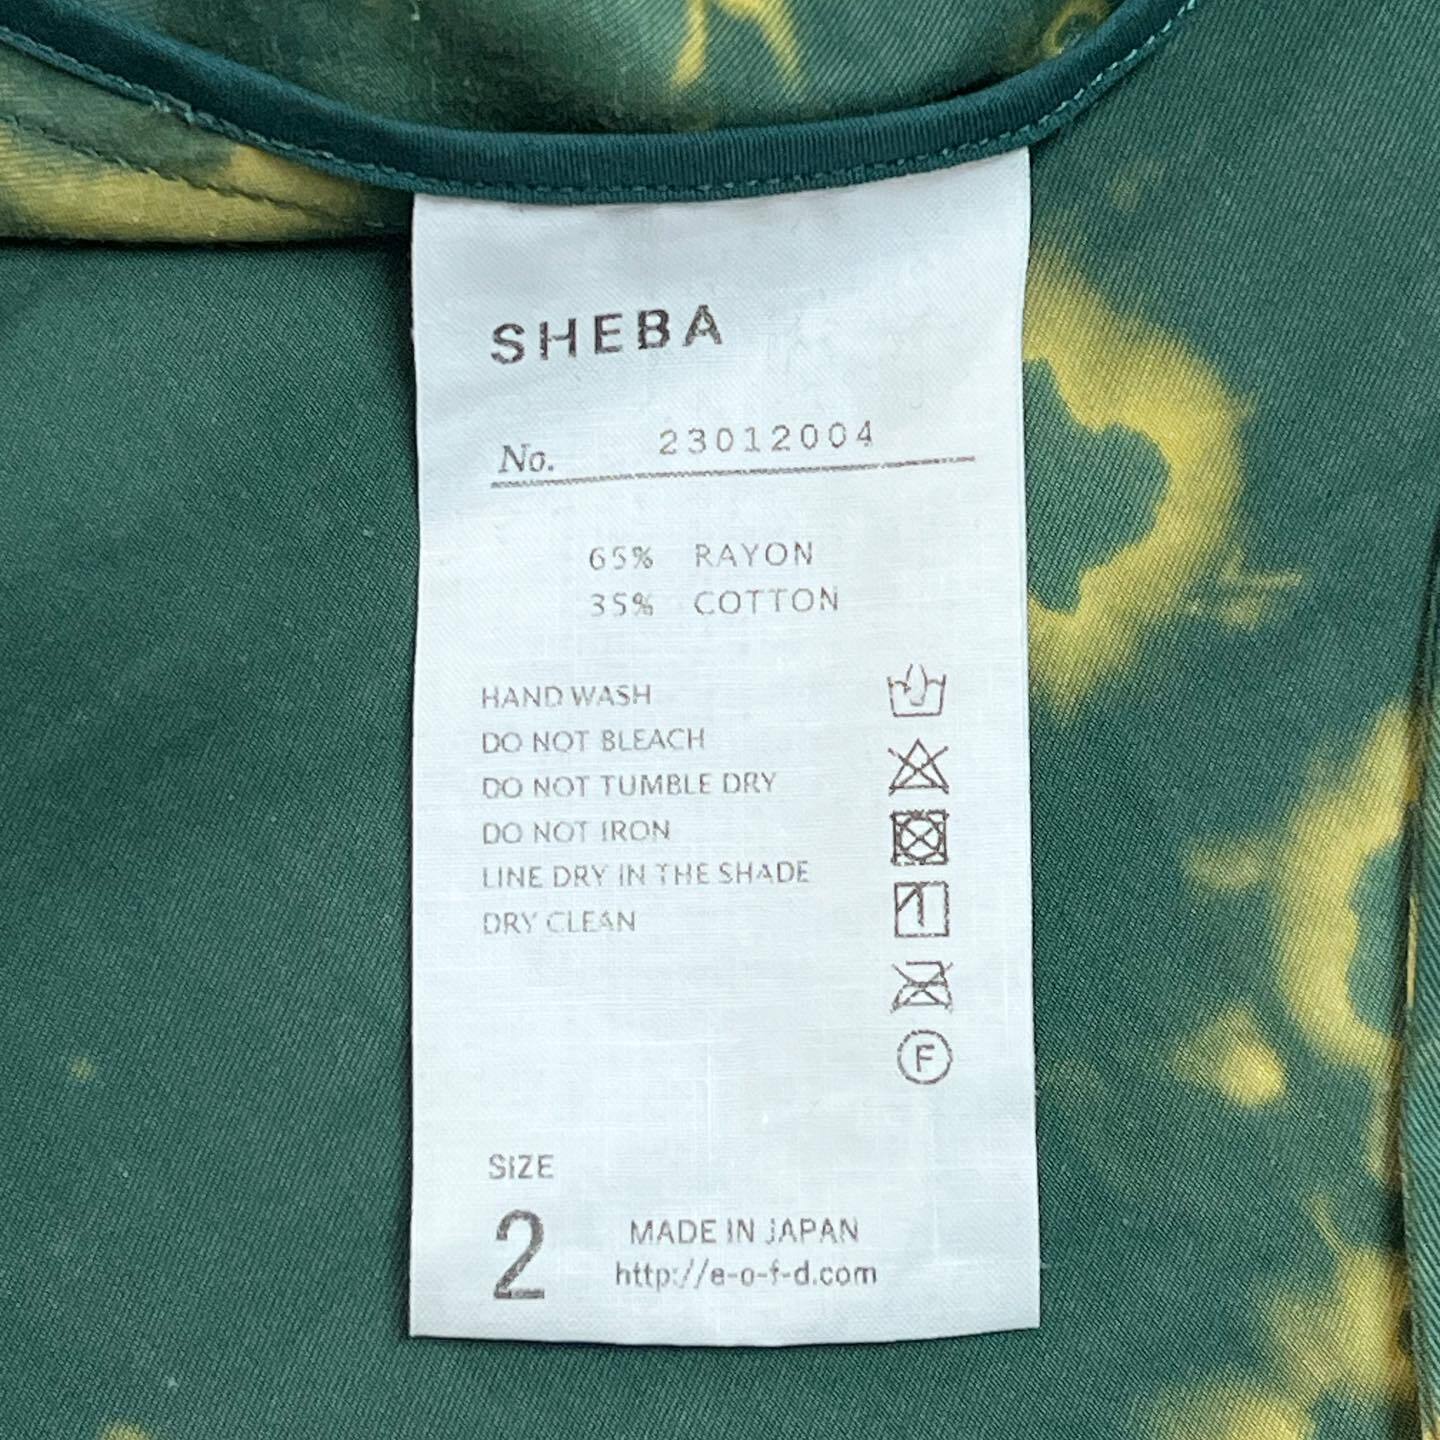 SHEBA
No. 23012004
65% RAYON
35% COTTON
HAND WASH
DO NOT BLEACH
DO NOT TUMBLE DRY
DO NOT IRON
LINE DRY IN THE SHADE
DRY CLEAN
F
SIZE
2
MADE IN JAPAN
http://e-o-f-d.com